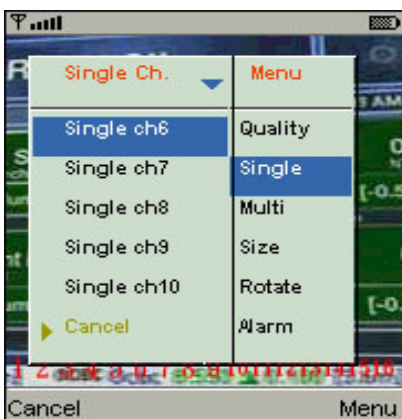 Single Ch. Menu
Single ch6 Quality
Single ch7 Single
Single ch8 Multi
Single ch9 Size
Single ch10 Rotate
Cancel Alarm
Cancel Menu